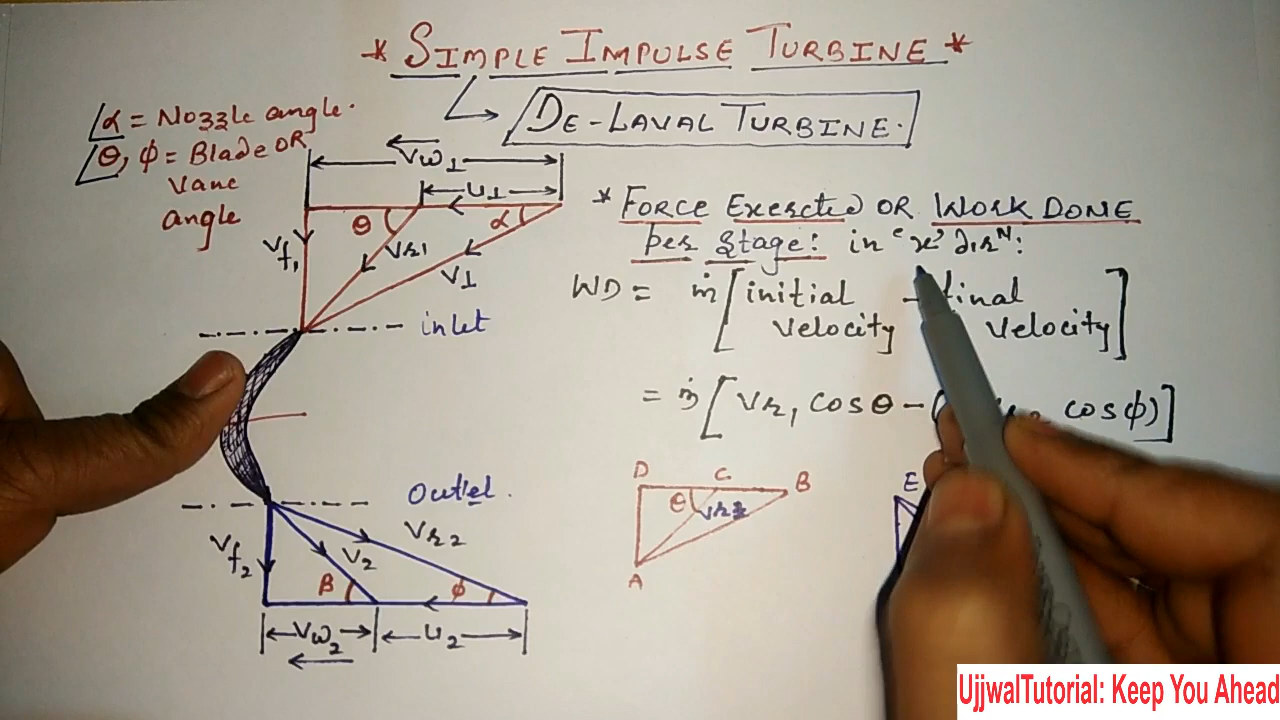 * SIMPLE IMPULSE TURBINE *
DE-LAVAL TURBINE.
α = Nozzle angle.
θ, φ = Blade OR
Vane
angle
Vw1
u1
θ
α
Vf1
Vr1
V1
inlet
Outlet.
Vf2
V2
Vr2
β
φ
Vw2
u2
* FORCE Exerscted OR WORK DONE
per stage: in 'x' dirN:
WD = ṁ [initial - final
velocity velocity]
= ṁ [Vr1 cosθ - ( cosφ)]
D C B
θ
A
E
UjjwalTutorial: Keep You Ahead